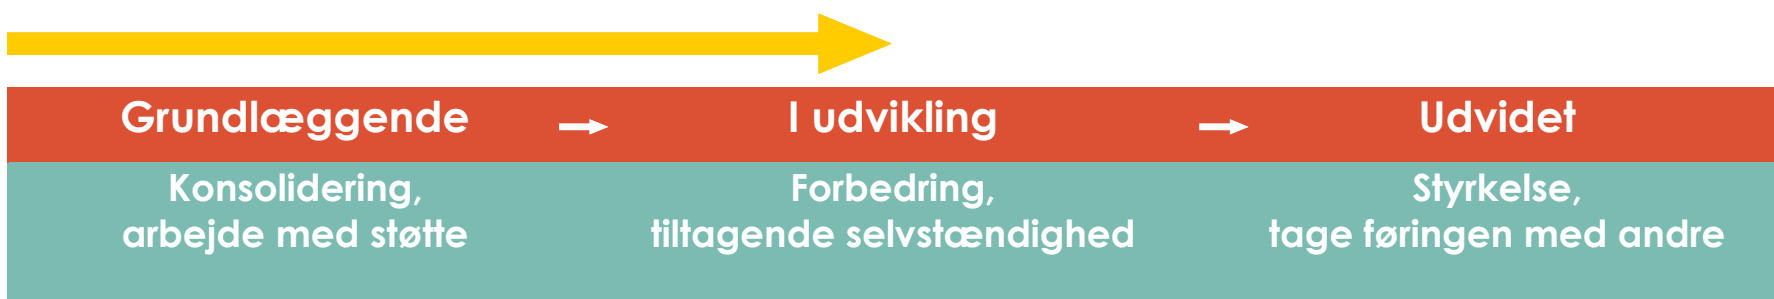 Grundlæggende → I udvikling → Udvidet
Konsolidering,
arbejde med støtte
Forbedring,
tiltagende selvstændighed
Styrkelse,
tage føringen med andre